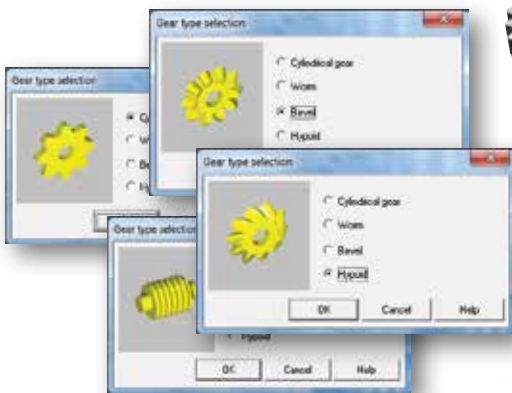 Gear type selection
Cylindrical gear
Worm
Bevel
Hypoid
Gear type selection
Gear type selection
Cylindrical gear
Worm
Bevel
Hypoid
OK
Cancel
Help
Gear type selection
Hypoid
OK
Cancel
Help